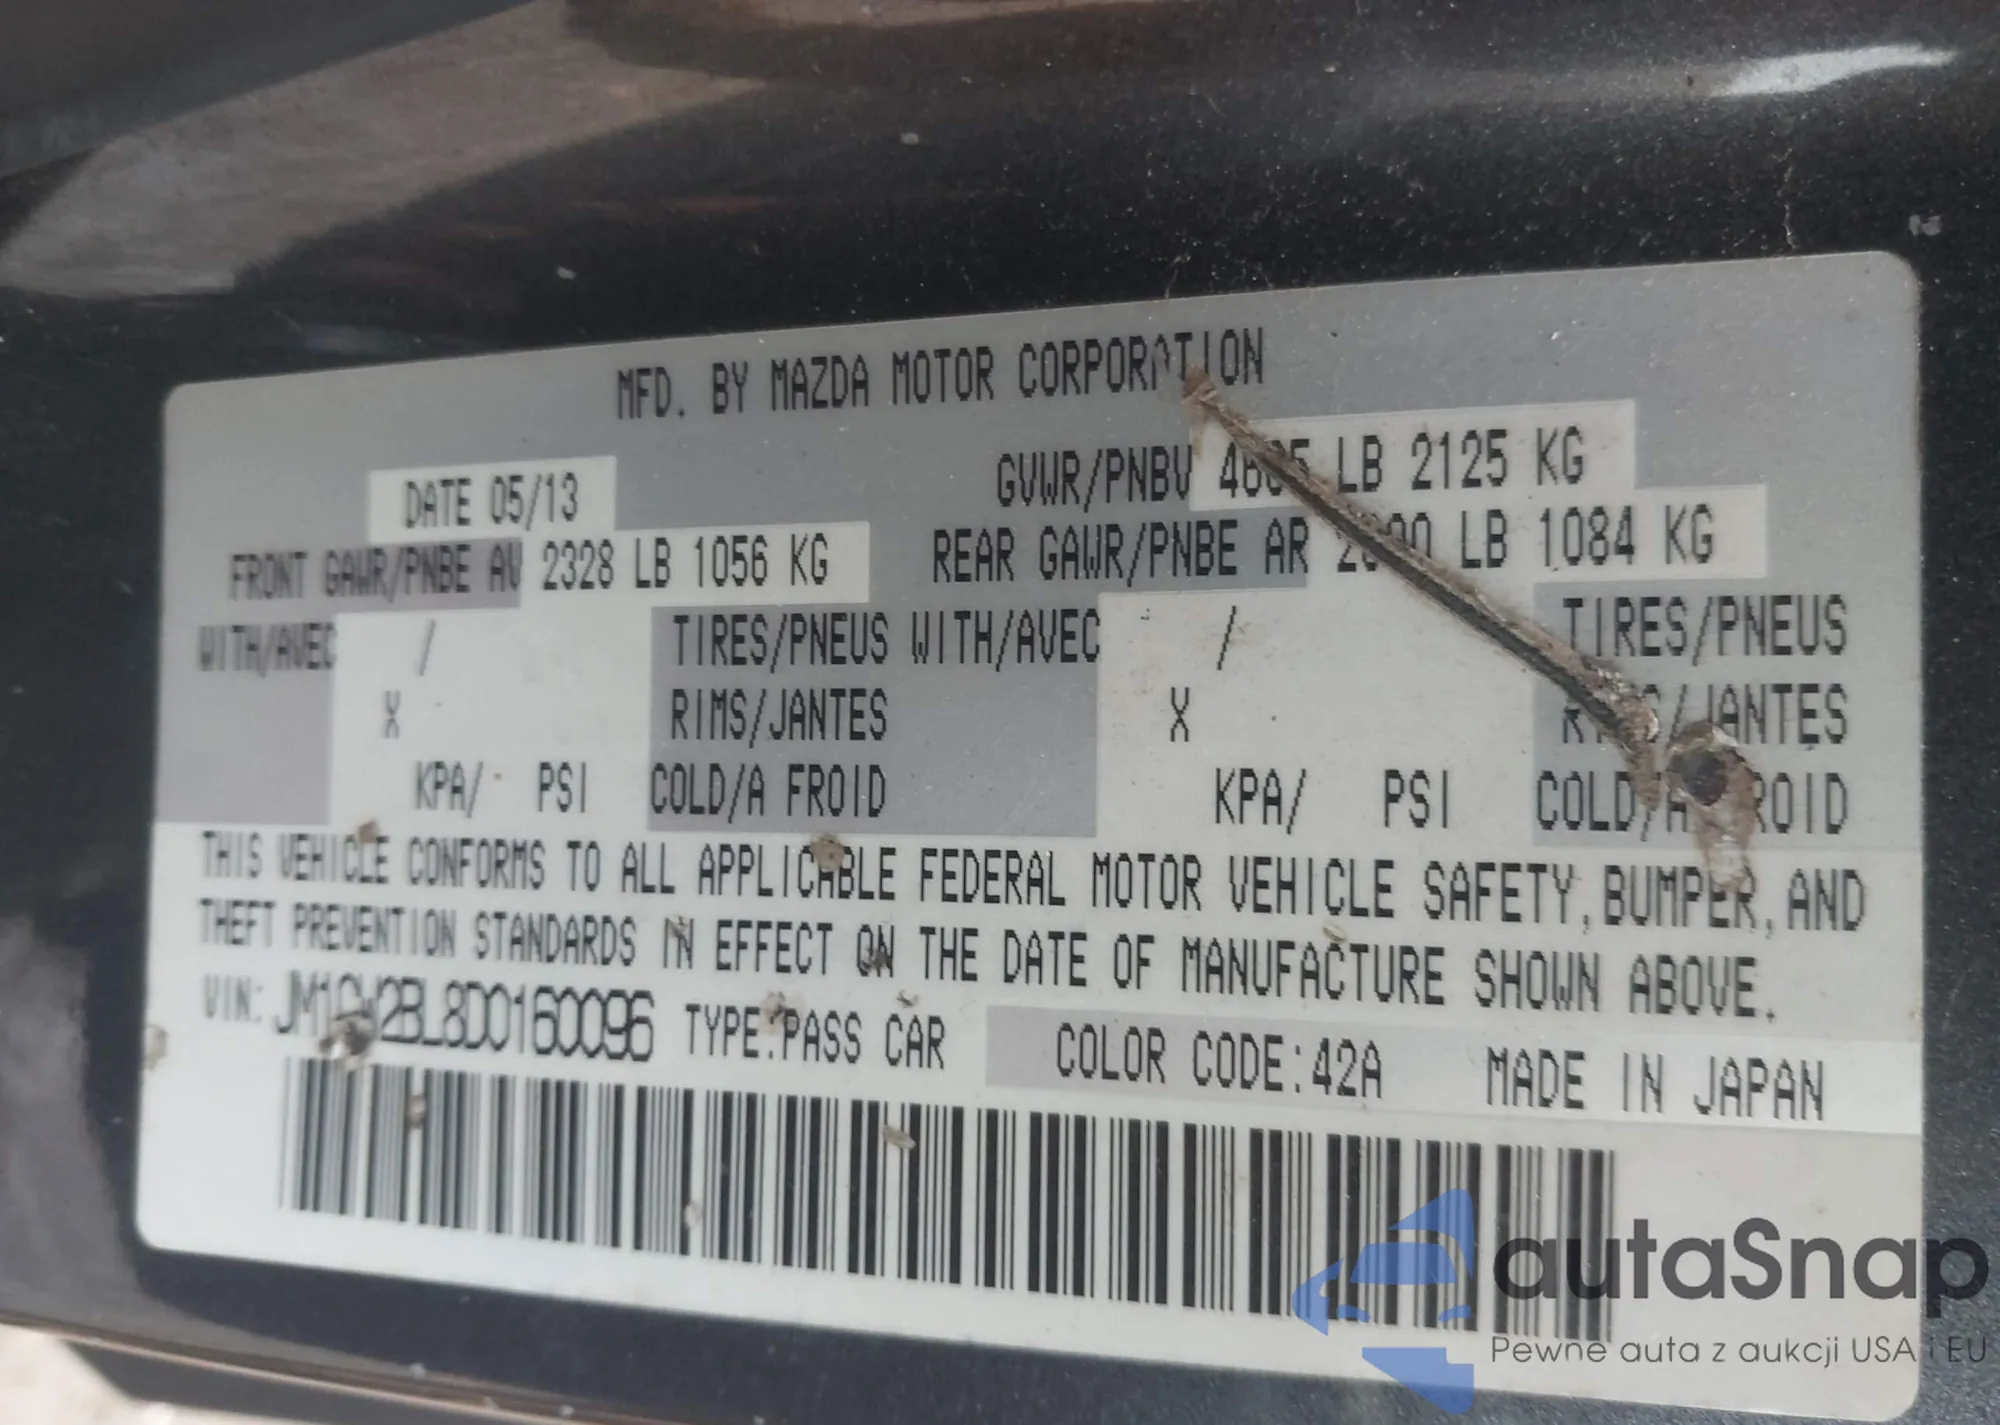 MFD. BY MAZDA MOTOR CORPORATION
DATE 05/13
GVWR/PNBV LB 2125 KG
FRONT GAWR/PNBE AV 2328 LB 1056 KG
REAR GAWR/PNBE AR LB 1084 KG
WITH/AVEC / TIRES/PNEUS WITH/AVEC / TIRES/PNEUS
X RIMS/JANTES X RIMS/JANTES
KPA/ PSI COLD/A FROID KPA/ PSI COLD/A FROID
THIS VEHICLE CONFORMS TO ALL APPLICABLE FEDERAL MOTOR VEHICLE SAFETY, BUMPER, AND
THEFT PREVENTION STANDARDS IN EFFECT ON THE DATE OF MANUFACTURE SHOWN ABOVE.
VIN: TYPE:PASS CAR COLOR CODE:42A MADE IN JAPAN
autaSnap
Pewne auta z aukcji USA i EU